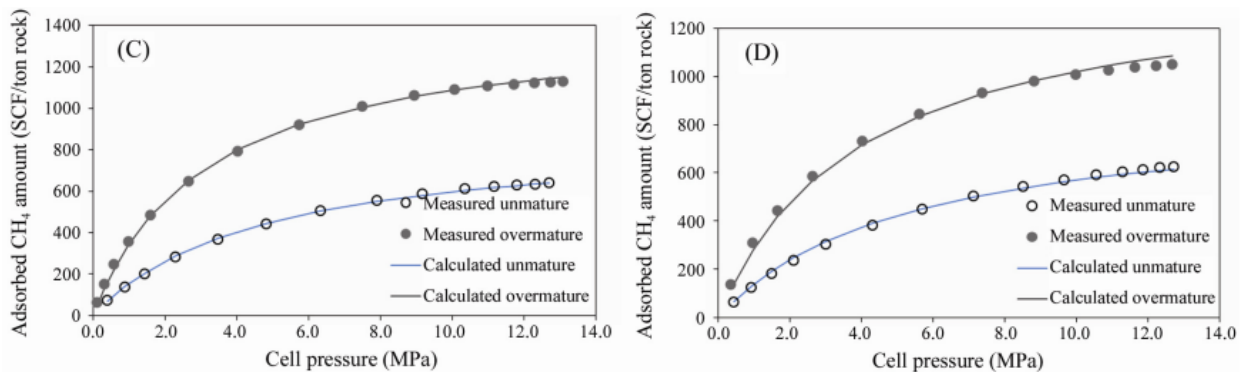 (C)
Adsorbed CH₄ amount (SCF/ton rock)
1400
1200
1000
800
600
400
200
0
0.0 2.0 4.0 6.0 8.0 10.0 12.0 14.0
Cell pressure (MPa)
Measured unmature
Measured overmature
Calculated unmature
Calculated overmature
(D)
Adsorbed CH₄ amount (SCF/ton rock)
1200
1000
800
600
400
200
0
0.0 2.0 4.0 6.0 8.0 10.0 12.0 14.0
Cell pressure (MPa)
Measured unmature
Measured overmature
Calculated unmature
Calculated overmature